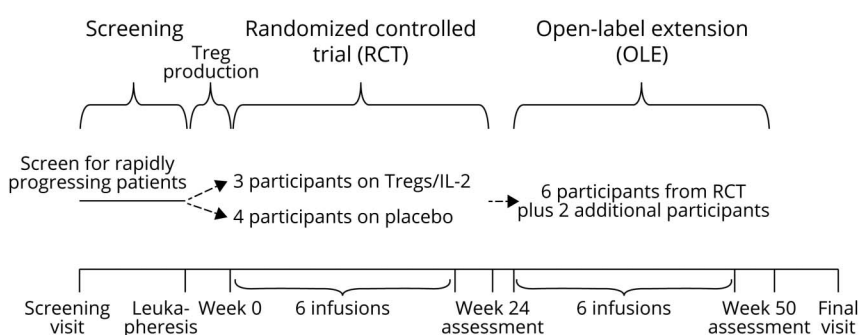 Screening
Treg
production
Randomized controlled
trial (RCT)
Open-label extension
(OLE)
Screen for rapidly
progressing patients
3 participants on Tregs/IL-2
4 participants on placebo
6 participants from RCT
plus 2 additional participants
Screening
visit
Leuka-
pheresis
Week 0
6 infusions
Week 24
assessment
6 infusions
Week 50
assessment
Final
visit